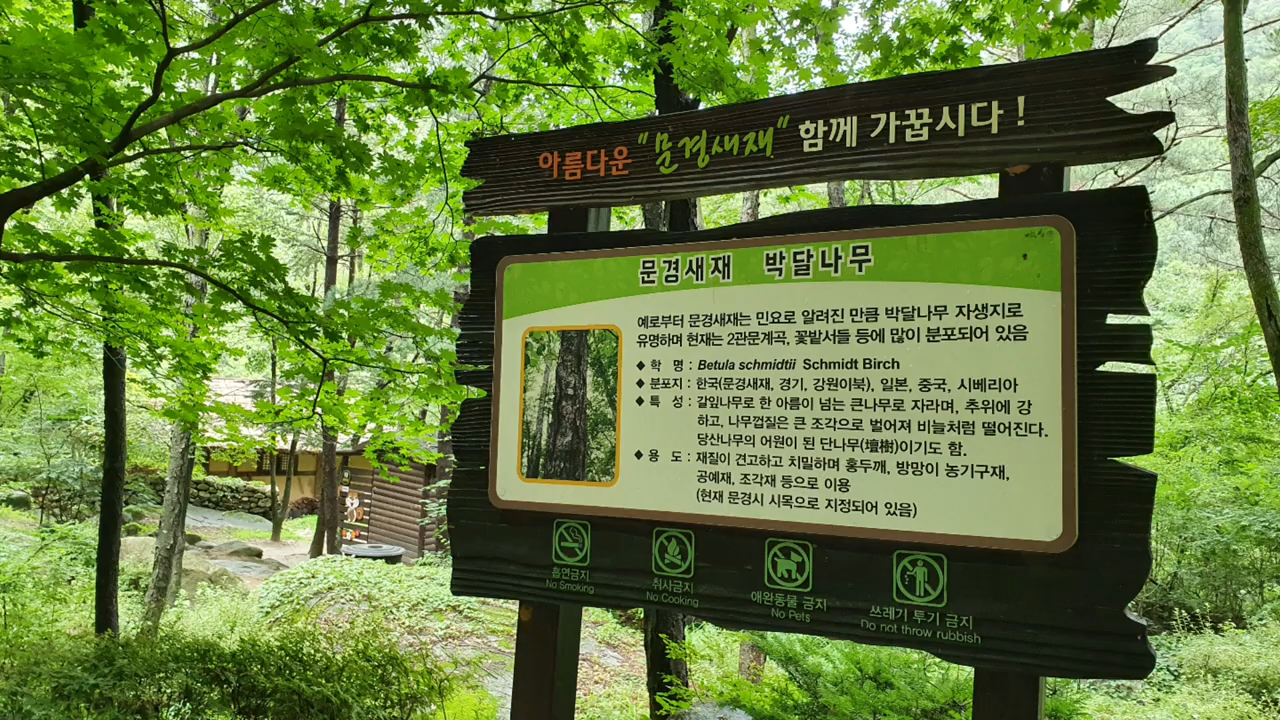 아름다운 "문경새재" 함께 가꿉시다!
문경새재 박달나무
예로부터 문경새재는 민요로 알려진 만큼 박달나무 자생지로
유명하며 현재는 2관문계곡, 꽃밭서들 등에 많이 분포되어 있음
◆ 학 명 : Betula schmidtii Schmidt Birch
◆ 분포지 : 한국(문경새재, 경기, 강원이북), 일본, 중국, 시베리아
◆ 특 성 : 갈잎나무로 한 아름이 넘는 큰나무로 자라며, 추위에 강
하고, 나무껍질은 큰 조각으로 벌어져 비늘처럼 떨어진다.
당산나무의 어원이 된 단나무(壇樹)이기도 함.
◆ 용 도 : 재질이 견고하고 치밀하며 홍두깨, 방망이 농기구재,
공예재, 조각재 등으로 이용
(현재 문경시 시목으로 지정되어 있음)
흡연금지
No Smoking
취사금지
No Cooking
애완동물 금지
No Pets
쓰레기 투기 금지
Do not throw rubbish